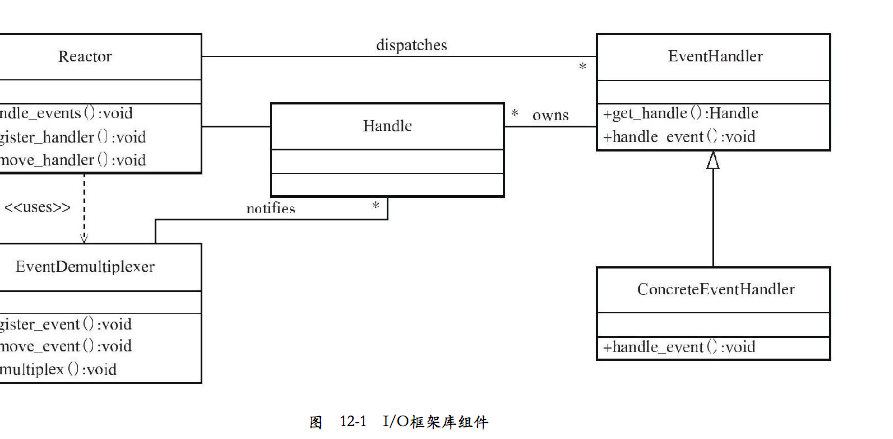 dispatches
Reactor
EventHandler
*
ndle_events():void
gister_handler():void
move_handler():void
Handle
*
owns
+get_handle():Handle
+handle_event():void
<<uses>>
notifies
*
EventDemultiplexer
gister_event():void
move_event():void
multiplex():void
ConcreteEventHandler
+handle_event():void
图 12-1 I/O框架库组件